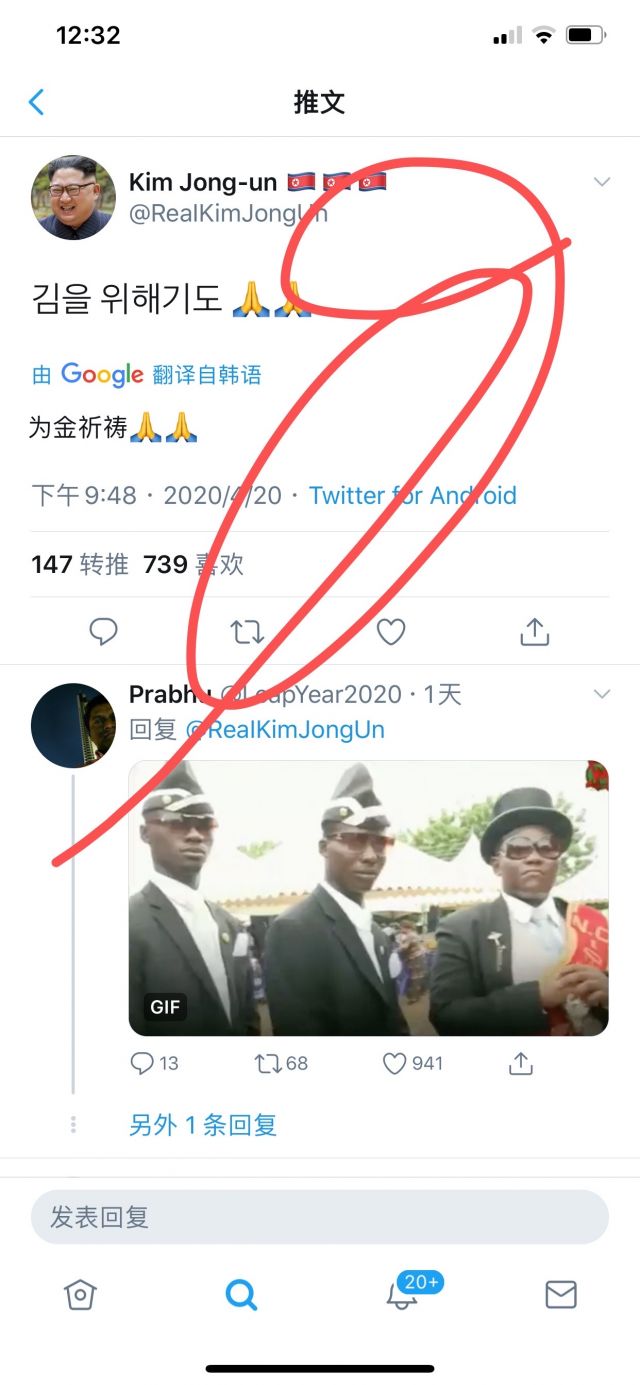 12:32
推文
Kim Jong-un 🇰🇵🇰🇵🇰🇵
@RealKimJongUn
김을 위해기도 🙏🙏
由 Google 翻译自韩语
为金祈祷🙏🙏
下午 9:48 · 2020/4/20 · Twitter for Android
147 转推 739 喜欢
Prabhu @LeapYear2020 · 1天
回复 @RealKimJongUn
N.C
GIF
13 68 941
另外 1 条回复
发表回复
20+